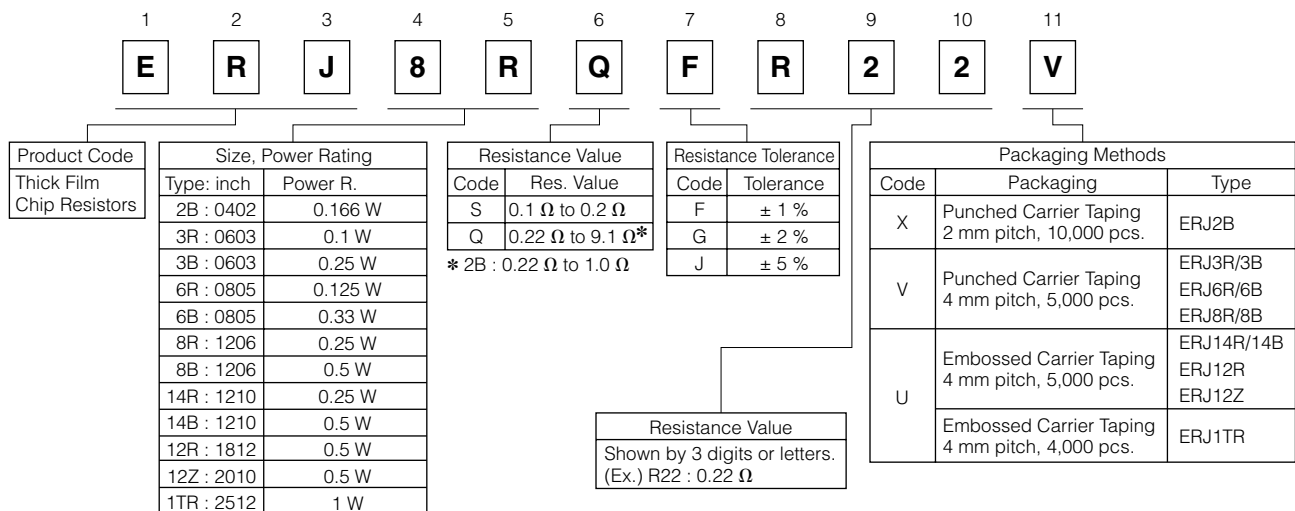 1 2 3 4 5 6 7 8 9 10 11
E R J 8 R Q F R 2 2 V
Product Code
Thick Film
Chip Resistors
Size, Power Rating
Type: inch Power R.
2B : 0402 0.166 W
3R : 0603 0.1 W
3B : 0603 0.25 W
6R : 0805 0.125 W
6B : 0805 0.33 W
8R : 1206 0.25 W
8B : 1206 0.5 W
14R : 1210 0.25 W
14B : 1210 0.5 W
12R : 1812 0.5 W
12Z : 2010 0.5 W
1TR : 2512 1 W
Resistance Value
Code Res. Value
S 0.1 Ω to 0.2 Ω
Q 0.22 Ω to 9.1 Ω*
* 2B : 0.22 Ω to 1.0 Ω
Resistance Tolerance
Code Tolerance
F ± 1 %
G ± 2 %
J ± 5 %
Resistance Value
Shown by 3 digits or letters.
(Ex.) R22 : 0.22 Ω
Packaging Methods
Code Packaging Type
X Punched Carrier Taping
2 mm pitch, 10,000 pcs.
ERJ2B
V Punched Carrier Taping
4 mm pitch, 5,000 pcs.
ERJ3R/3B
ERJ6R/6B
ERJ8R/8B
U Embossed Carrier Taping
4 mm pitch, 5,000 pcs.
ERJ14R/14B
ERJ12R
ERJ12Z
Embossed Carrier Taping
4 mm pitch, 4,000 pcs.
ERJ1TR